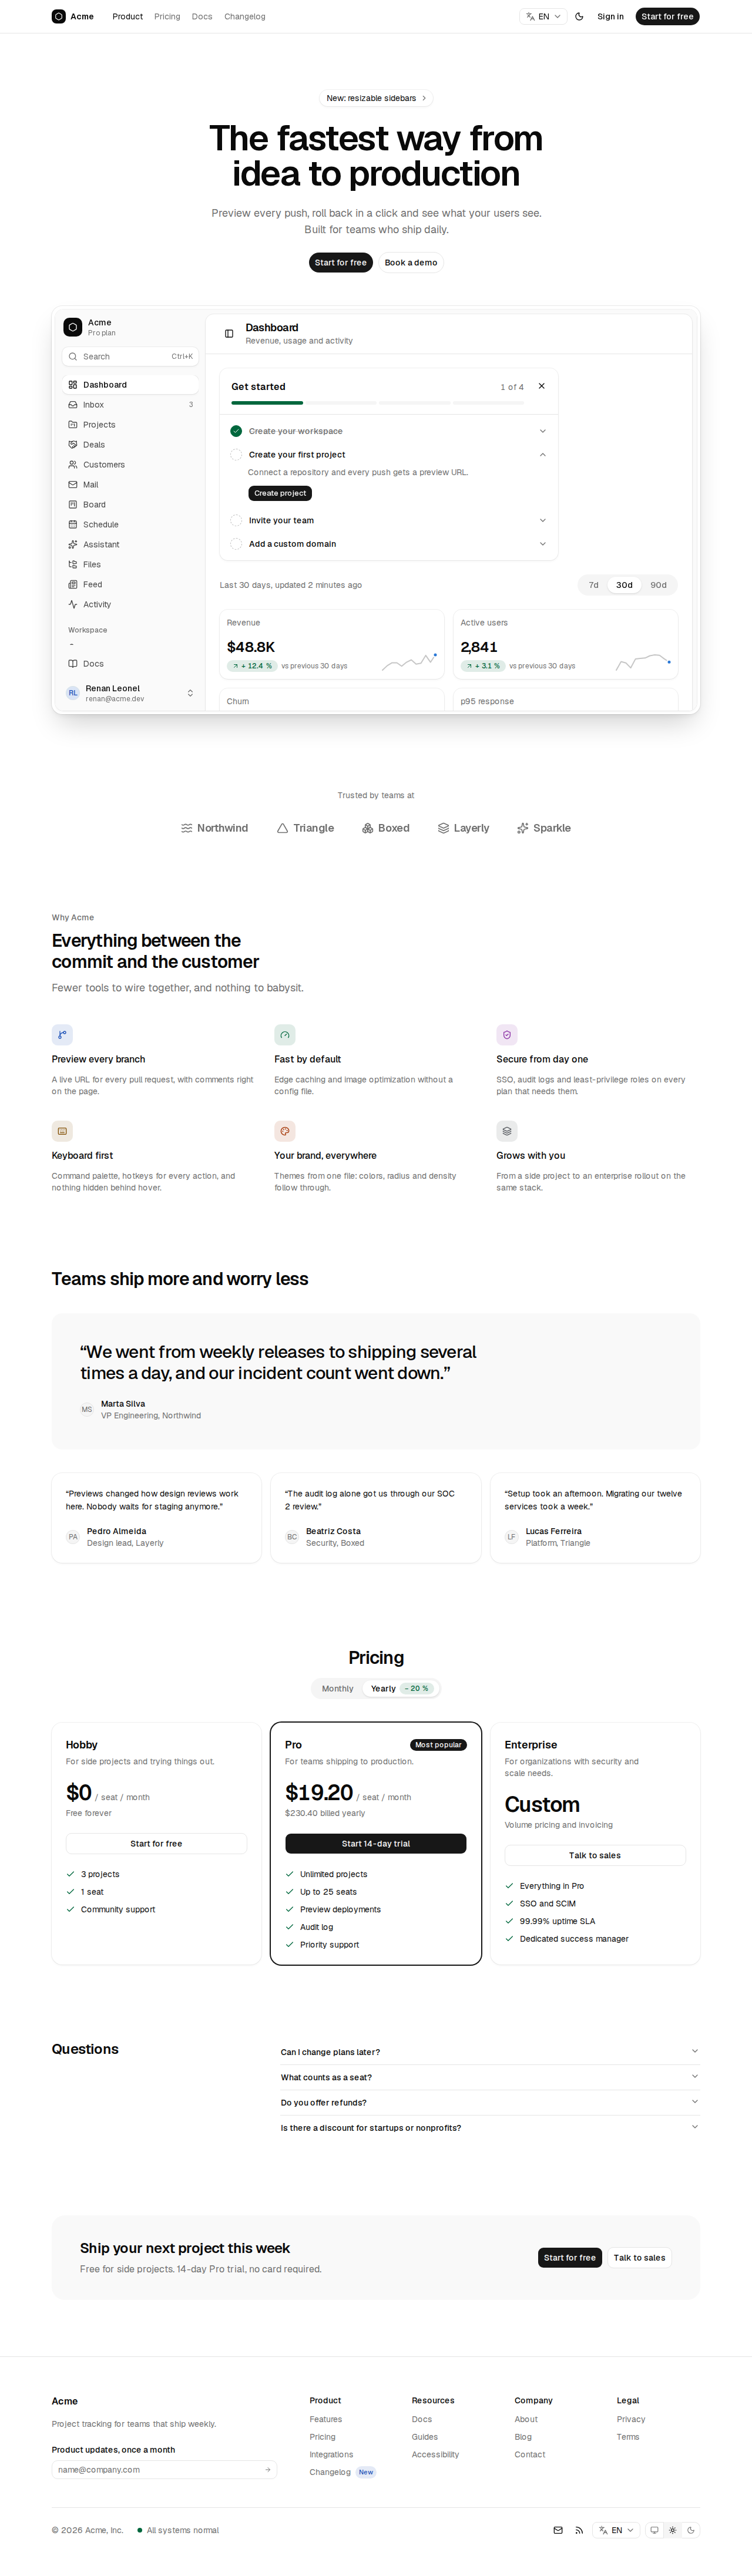 Acme Product Pricing Docs Changelog EN Sign in Start for free
New: resizable sidebars
The fastest way from
idea to production
Preview every push, roll back in a click and see what your users see.
Built for teams who ship daily.
Start for free Book a demo
Acme
Pro plan
Search Ctrl+K
Dashboard
Inbox 3
Projects
Deals
Customers
Mail
Board
Schedule
Assistant
Files
Feed
Activity
Workspace
Docs
RL Renan Leonel
renan@acme.dev
Dashboard
Revenue, usage and activity
Get started 1 of 4
Create your workspace
Create your first project
Connect a repository and every push gets a preview URL.
Create project
Invite your team
Add a custom domain
Last 30 days, updated 2 minutes ago 7d 30d 90d
Revenue
$48.8K
+ 12.4 % vs previous 30 days
Active users
2,841
+ 3.1 % vs previous 30 days
Churn
p95 response
Trusted by teams at
Northwind Triangle Boxed Layerly Sparkle
Why Acme
Everything between the
commit and the customer
Fewer tools to wire together, and nothing to babysit.
Preview every branch
A live URL for every pull request, with comments right
on the page.
Fast by default
Edge caching and image optimization without a
config file.
Secure from day one
SSO, audit logs and least-privilege roles on every
plan that needs them.
Keyboard first
Command palette, hotkeys for every action, and
nothing hidden behind hover.
Your brand, everywhere
Themes from one file: colors, radius and density
follow through.
Grows with you
From a side project to an enterprise rollout on the
same stack.
Teams ship more and worry less
“We went from weekly releases to shipping several
times a day, and our incident count went down.”
MS Marta Silva
VP Engineering, Northwind
“Previews changed how design reviews work
here. Nobody waits for staging anymore.”
PA Pedro Almeida
Design lead, Layerly
“The audit log alone got us through our SOC
2 review.”
BC Beatriz Costa
Security, Boxed
“Setup took an afternoon. Migrating our twelve
services took a week.”
LF Lucas Ferreira
Platform, Triangle
Pricing
Monthly Yearly − 20 %
Hobby
For side projects and trying things out.
$0 / seat / month
Free forever
Start for free
3 projects
1 seat
Community support
Pro Most popular
For teams shipping to production.
$19.20 / seat / month
$230.40 billed yearly
Start 14-day trial
Unlimited projects
Up to 25 seats
Preview deployments
Audit log
Priority support
Enterprise
For organizations with security and
scale needs.
Custom
Volume pricing and invoicing
Talk to sales
Everything in Pro
SSO and SCIM
99.99% uptime SLA
Dedicated success manager
Questions
Can I change plans later?
What counts as a seat?
Do you offer refunds?
Is there a discount for startups or nonprofits?
Ship your next project this week
Free for side projects. 14-day Pro trial, no card required.
Start for free Talk to sales
Acme
Project tracking for teams that ship weekly.
Product updates, once a month
name@company.com
Product
Features
Pricing
Integrations
Changelog New
Resources
Docs
Guides
Accessibility
Company
About
Blog
Contact
Legal
Privacy
Terms
© 2026 Acme, Inc. All systems normal EN